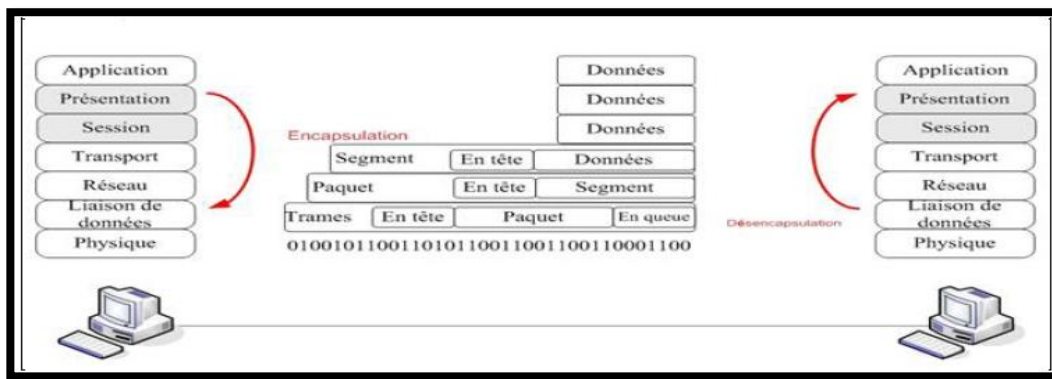 Application
Présentation
Session
Transport
Réseau
Liaison de
données
Physique
Données
Données
Données
Encapsulation
Segment En tête Données
Paquet En tête Segment
Trames En tête Paquet En queue
0100101100110101100110011001100001100
Désencapsulation
Application
Présentation
Session
Transport
Réseau
Liaison de
données
Physique